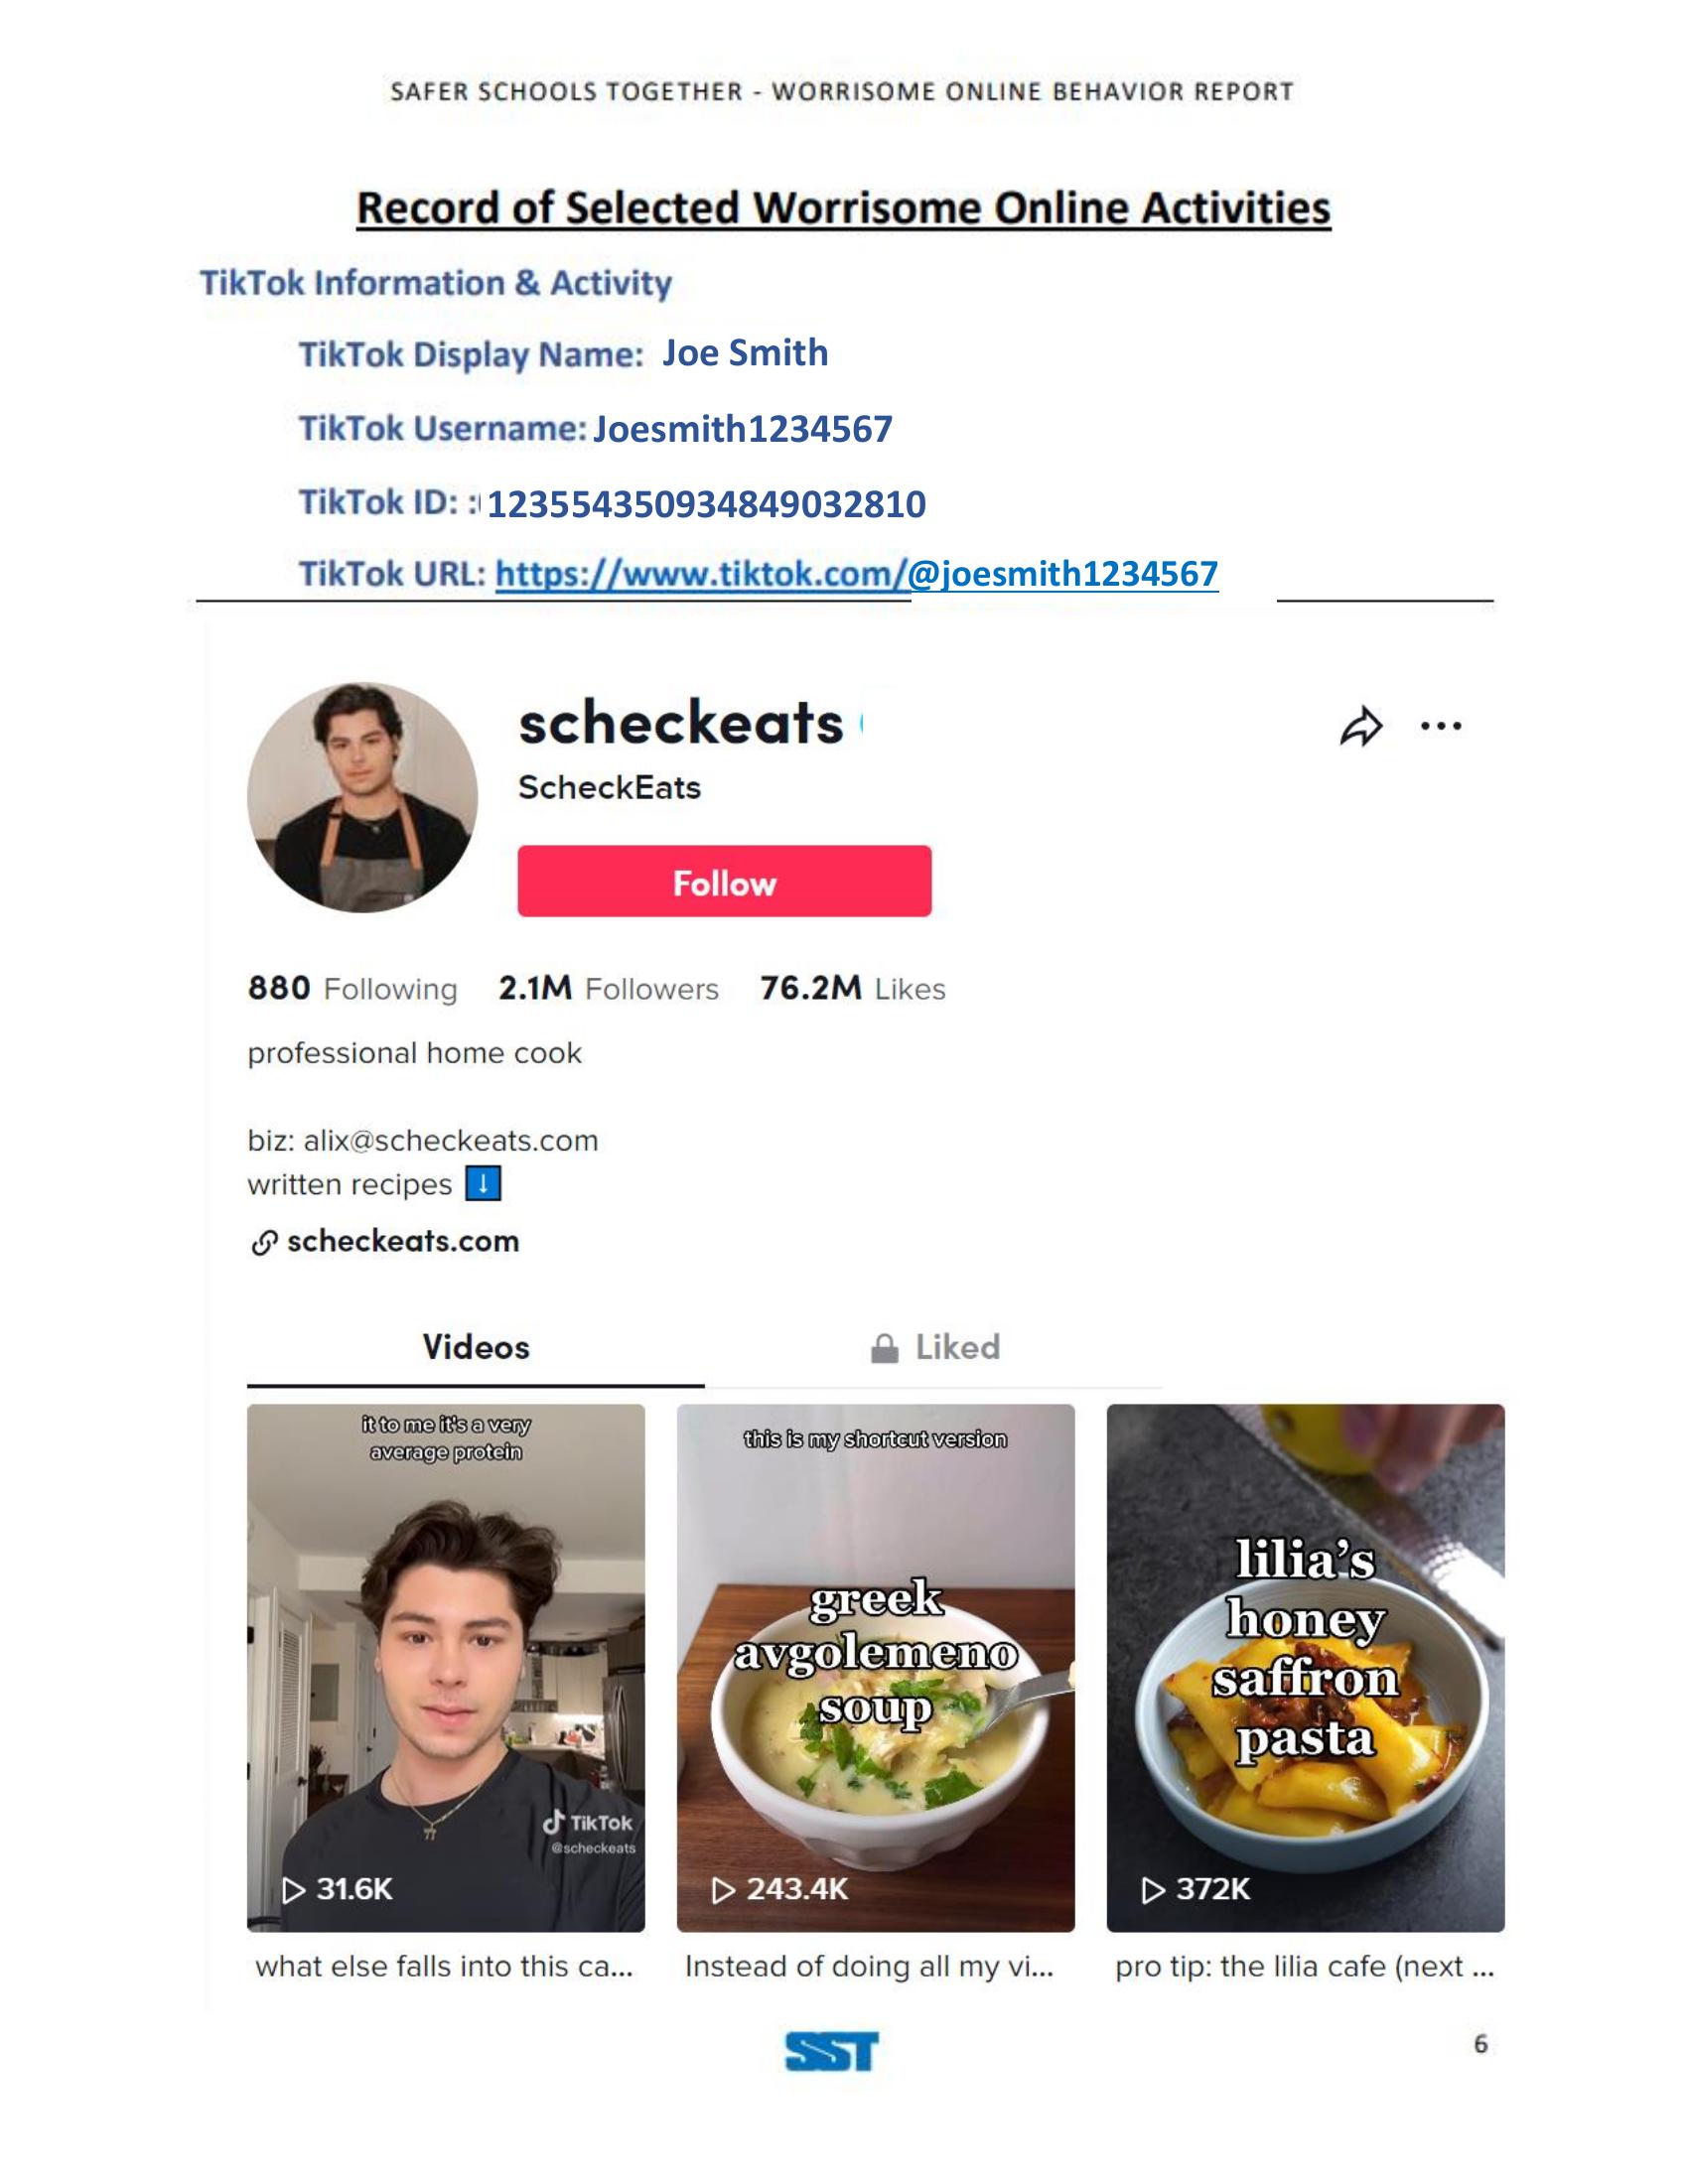 SAFER SCHOOLS TOGETHER - WORRISOME ONLINE BEHAVIOR REPORT
Record of Selected Worrisome Online Activities
TikTok Information & Activity
TikTok Display Name: Joe Smith
TikTok Username: Joesmith1234567
TikTok ID: : 123554350934849032810
TikTok URL: https://www.tiktok.com/@joesmith1234567
scheckeats
ScheckEats
Follow
880 Following 2.1M Followers 76.2M Likes
professional home cook
biz: alix@scheckeats.com
written recipes ⬇️
scheckeats.com
Videos Liked
it to me it's a very
average protein
TikTok
@scheckeats
31.6K
what else falls into this ca...
this is my shortcut version
greek
avgolemeno
soup
243.4K
Instead of doing all my vi...
lilia's
honey
saffron
pasta
372K
pro tip: the lilia cafe (next ...
SST
6